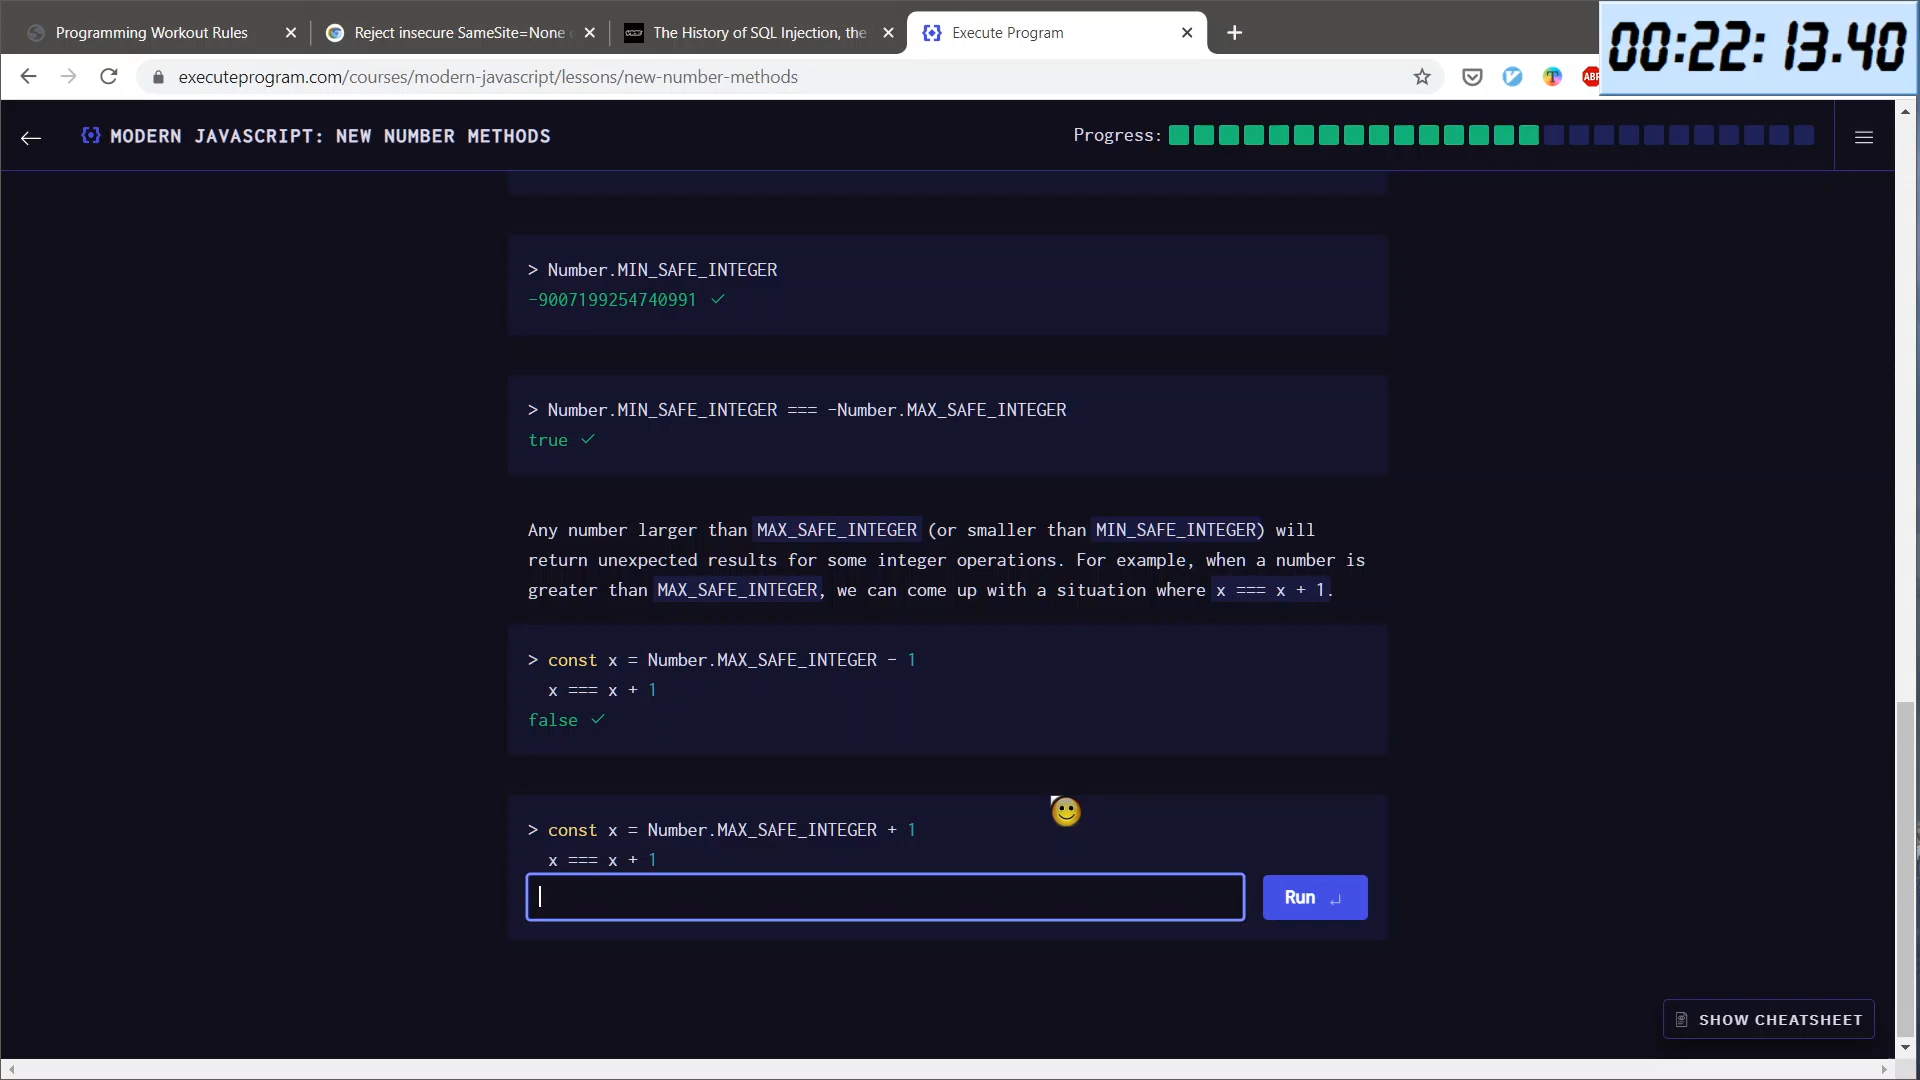 Programming Workout Rules
Reject insecure SameSite=None
The History of SQL Injection, the
Execute Program
00:22:13.40
executeprogram.com/courses/modern-javascript/lessons/new-number-methods
ABP
MODERN JAVASCRIPT: NEW NUMBER METHODS
Progress:
> Number.MIN_SAFE_INTEGER
-9007199254740991
> Number.MIN_SAFE_INTEGER === -Number.MAX_SAFE_INTEGER
true
Any number larger than MAX_SAFE_INTEGER (or smaller than MIN_SAFE_INTEGER) will
return unexpected results for some integer operations. For example, when a number is
greater than MAX_SAFE_INTEGER, we can come up with a situation where x === x + 1.
> const x = Number.MAX_SAFE_INTEGER - 1
x === x + 1
false
> const x = Number.MAX_SAFE_INTEGER + 1
x === x + 1
Run
SHOW CHEATSHEET